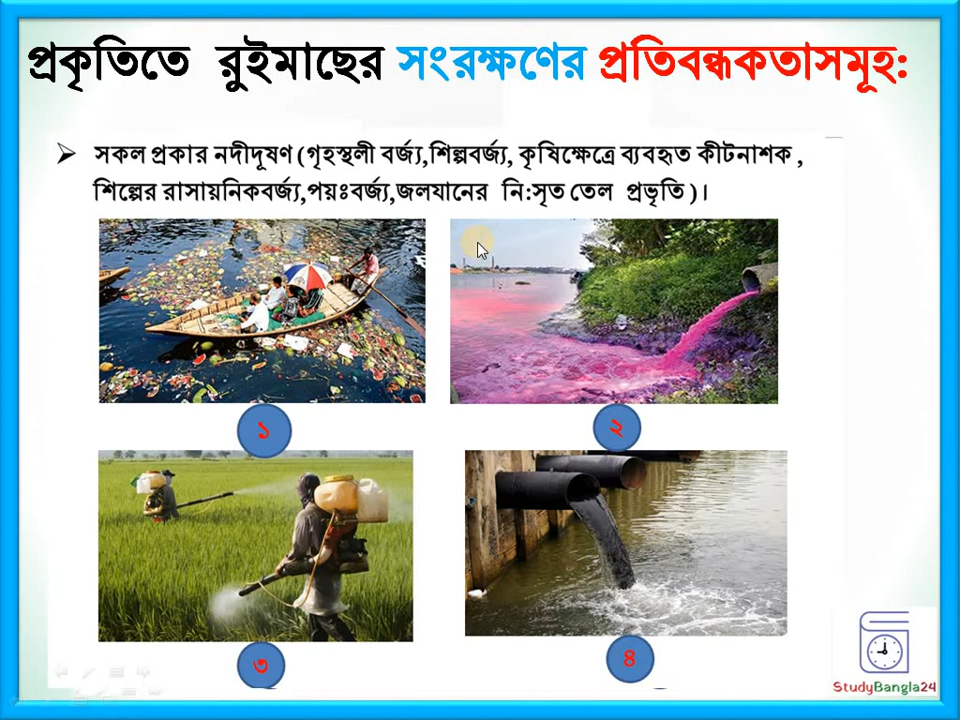 প্রকৃতিতে রুইমাছের সংরক্ষণের প্রতিবন্ধকতাসমূহ:
➢ সকল প্রকার নদীদূষণ (গৃহস্থলী বর্জ্য,শিল্পবর্জ্য, কৃষিক্ষেত্রে ব্যবহৃত কীটনাশক ,
শিল্পের রাসায়নিকবর্জ্য,পয়ঃবর্জ্য,জলযানের নি:সৃত তেল প্রভৃতি )।
১
২
৩
৪
StudyBangla24